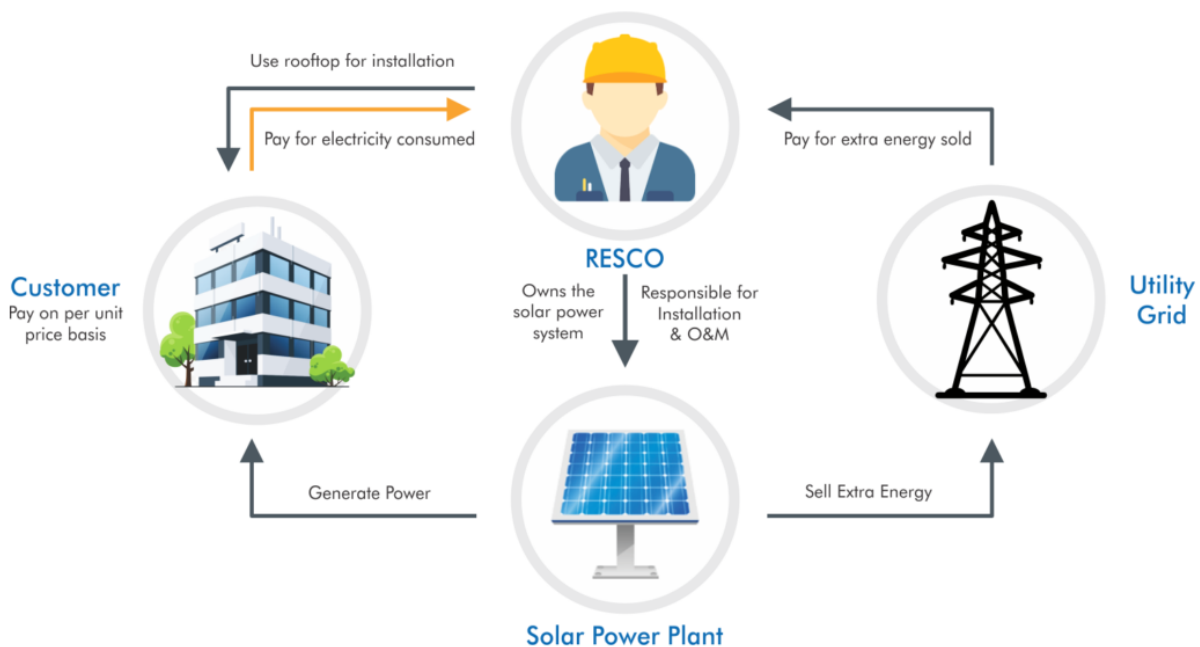 Use rooftop for installation
Pay for electricity consumed
Pay for extra energy sold
RESCO
Owns the
solar power
system
Responsible for
Installation
& O&M
Customer
Pay on per unit
price basis
Utility
Grid
Generate Power
Sell Extra Energy
Solar Power Plant